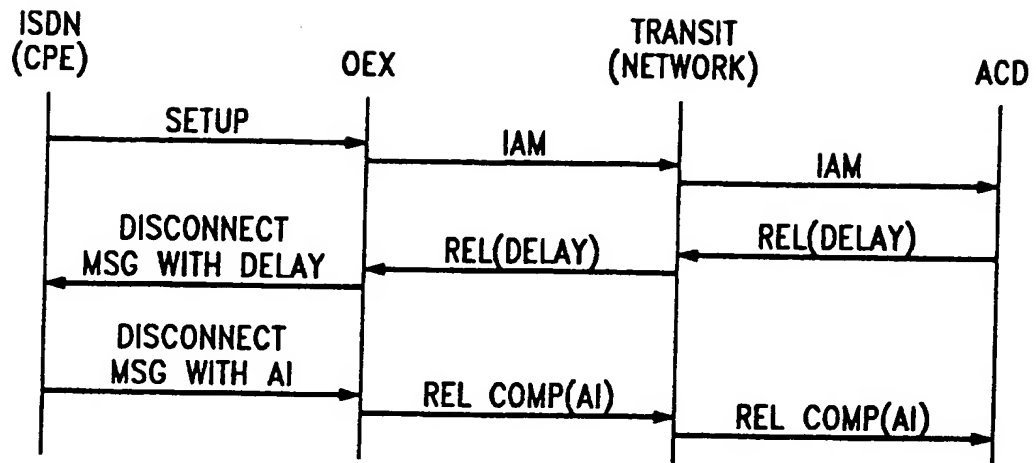 ISDN
(CPE)
OEX
TRANSIT
(NETWORK)
ACD
SETUP
IAM
IAM
DISCONNECT
MSG WITH DELAY
REL(DELAY)
REL(DELAY)
DISCONNECT
MSG WITH AI
REL COMP(AI)
REL COMP(AI)